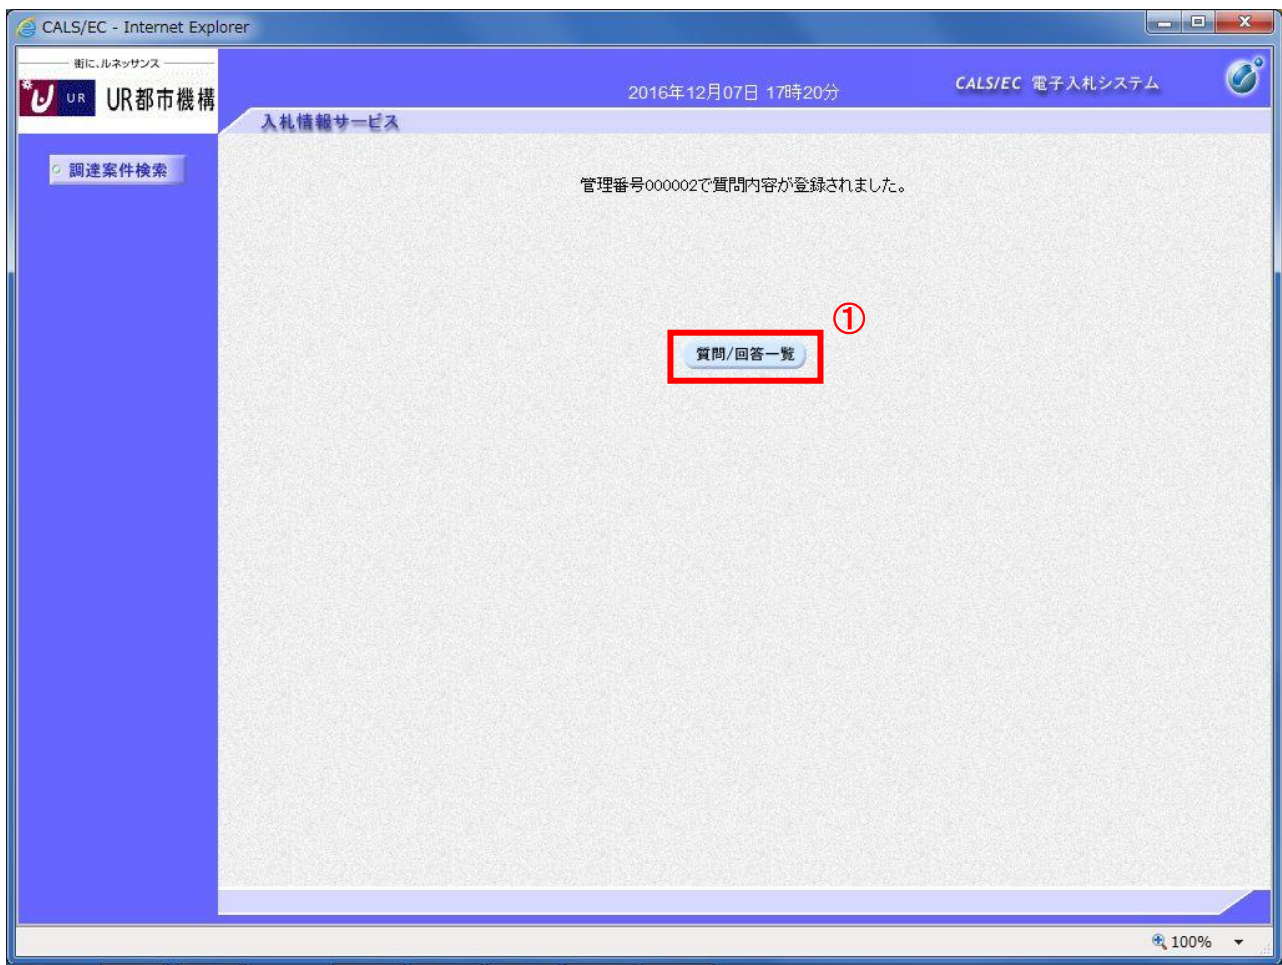 CALS/EC - Internet Explorer
街に、ルネッサンス
UR UR都市機構
2016年12月07日 17時20分
CALS/EC 電子入札システム
入札情報サービス
調達案件検索
管理番号000002で質問内容が登録されました。
①
質問/回答一覧
100%